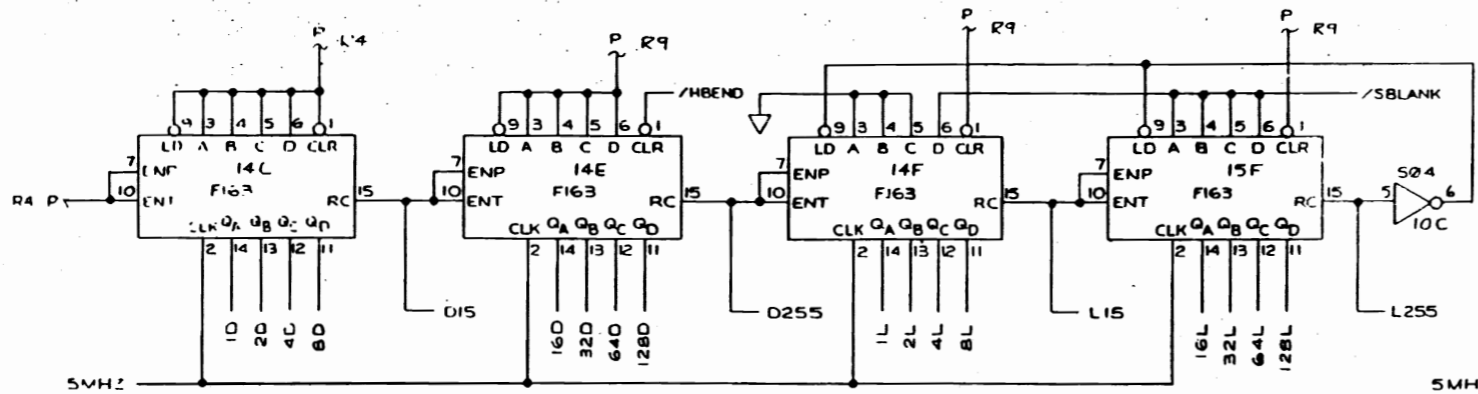 P P P P
R9 R9 R9
/HBEND /SBLANK
9 3 4 5 6 1 9 3 4 5 6 1 9 3 4 5 6 1 9 3 4 5 6 1
LD A B C D CLR LD A B C D CLR LD A B C D CLR LD A B C D CLR
7 14E 7 14F 7 15F S04
ENP ENP ENP ENP 5 6
R4 P 10 F163 15 10 F163 15 10 F163 15 10 F163 15 10C
ENT RC ENT RC ENT RC ENT RC
CLK QA QB QC QD CLK QA QB QC QD CLK QA QB QC QD CLK QA QB QC QD
2 14 13 12 11 2 14 13 12 11 2 14 13 12 11 2 14 13 12 11
D15 D255 L15 L255
1D 2D 4D 8D 16D 32D 64D 128D 1L 2L 4L 8L 16L 32L 64L 128L
5MHz 5MH